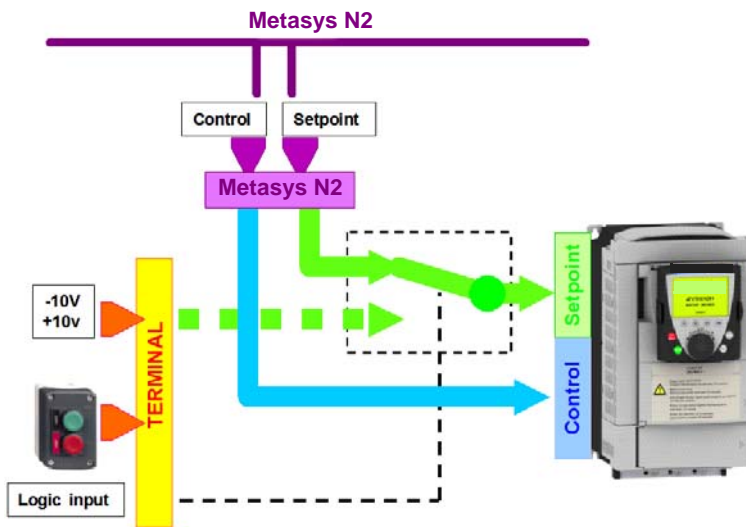 Metasys N2
Control
Setpoint
Metasys N2
-10V
+10v
TERMINAL
Setpoint
Control
Logic input